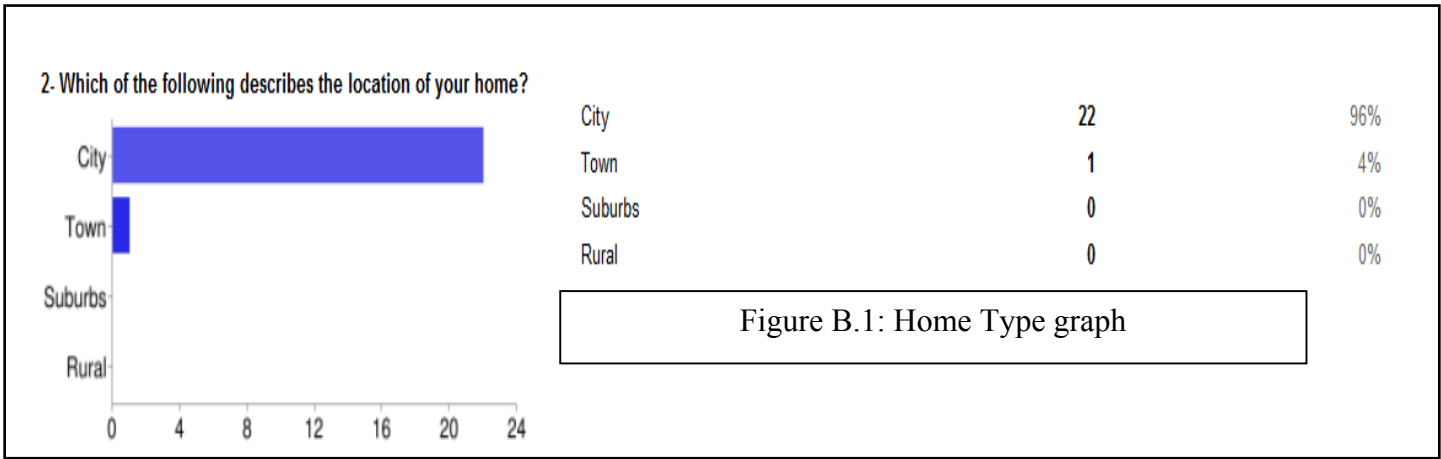 2- Which of the following describes the location of your home?
City
Town
Suburbs
Rural
0 4 8 12 16 20 24
City 22 96%
Town 1 4%
Suburbs 0 0%
Rural 0 0%
Figure B.1: Home Type graph